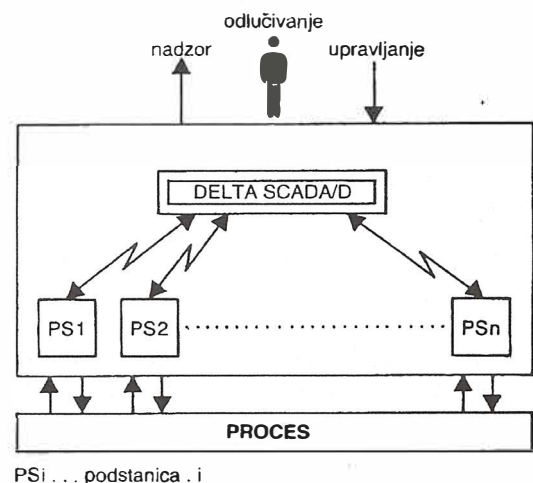 odlučivanje
nadzor upravljanje
DELTA SCADA/D
PS1 PS2 PSn
PROCES
PSi . . . podstanica . i